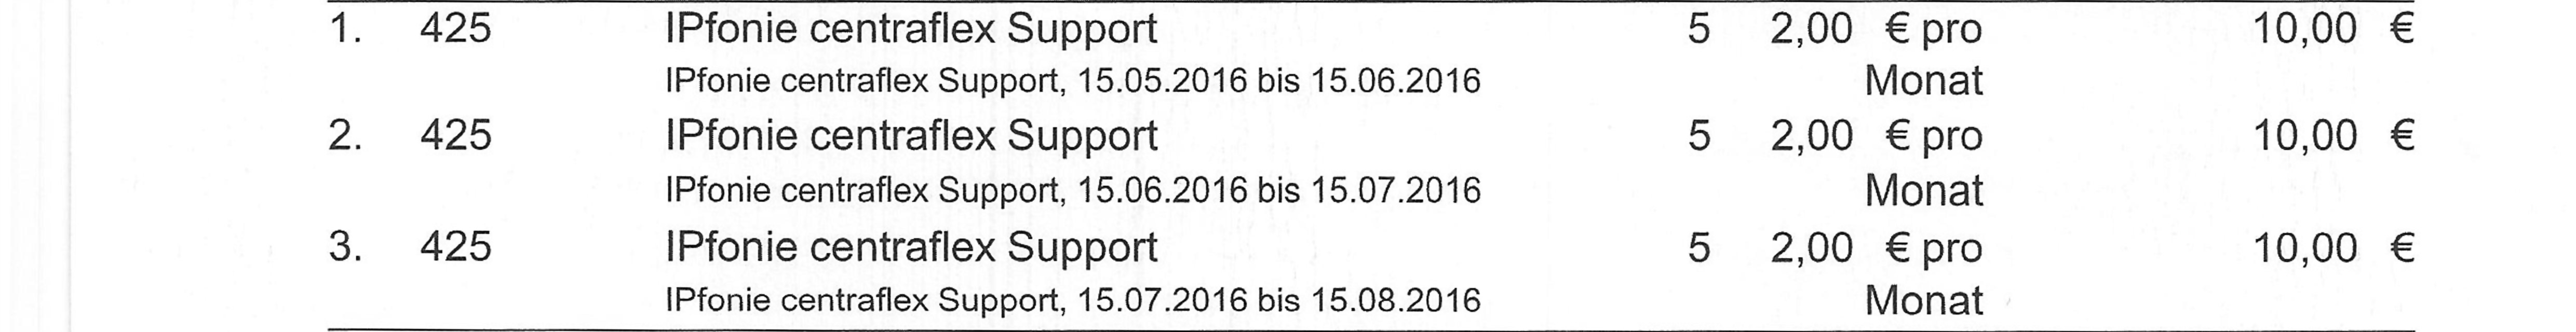 1. 425 IPfonie centraflex Support 5 2,00 € pro 10,00 €
IPfonie centraflex Support, 15.05.2016 bis 15.06.2016 Monat
2. 425 IPfonie centraflex Support 5 2,00 € pro 10,00 €
IPfonie centraflex Support, 15.06.2016 bis 15.07.2016 Monat
3. 425 IPfonie centraflex Support 5 2,00 € pro 10,00 €
IPfonie centraflex Support, 15.07.2016 bis 15.08.2016 Monat